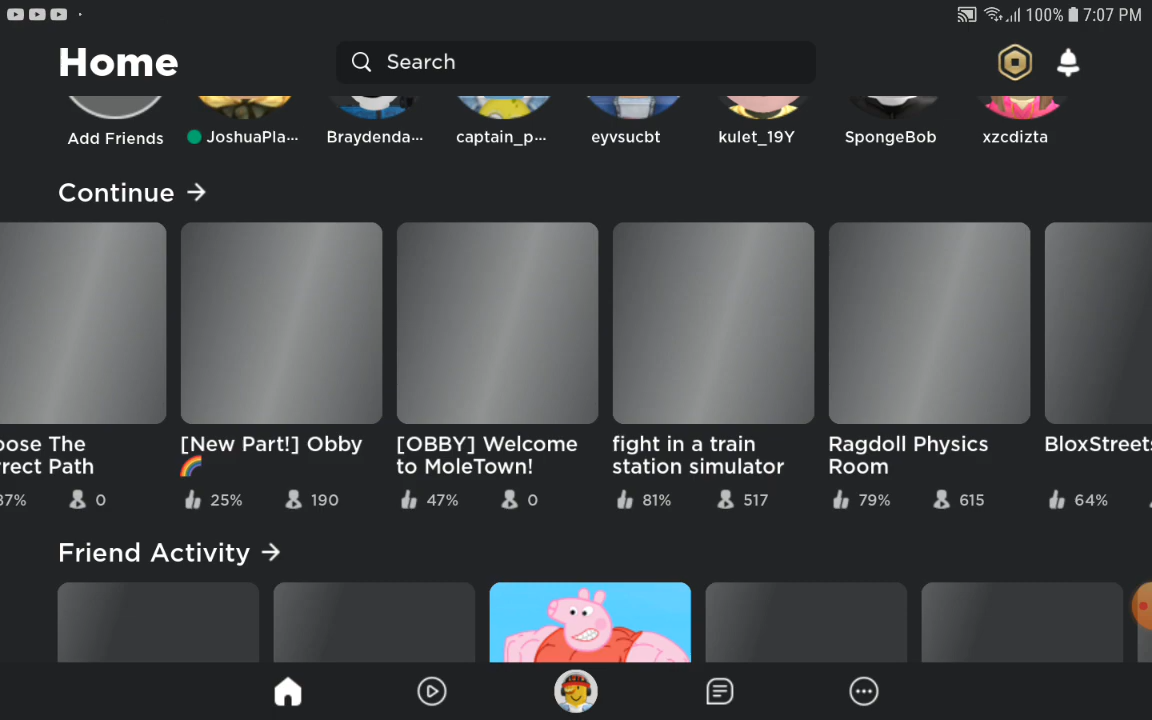 100% 7:07 PM
Home
Search
Add Friends
JoshuaPla...
Braydenda...
captain_p...
eyvsucbt
kulet_19Y
SpongeBob
xzcdizta
Continue →
oose The
rrect Path
37% 0
[New Part!] Obby
🌈
25% 190
[OBBY] Welcome
to MoleTown!
47% 0
fight in a train
station simulator
81% 517
Ragdoll Physics
Room
79% 615
BloxStreets
64%
Friend Activity →